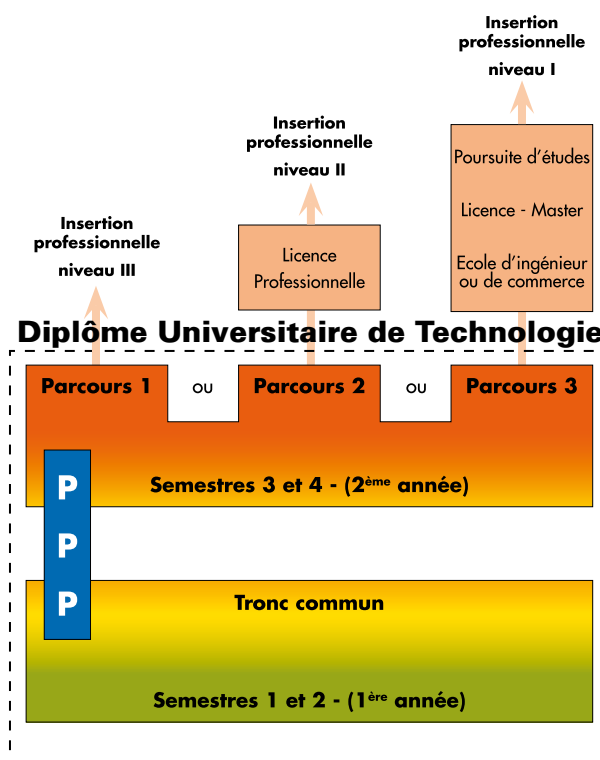 Insertion
professionnelle
niveau I
Insertion
professionnelle
niveau II
Poursuite d'études
Licence - Master
Ecole d'ingénieur
ou de commerce
Insertion
professionnelle
niveau III
Licence
Professionnelle
Diplôme Universitaire de Technologie
Parcours 1 ou Parcours 2 ou Parcours 3
Semestres 3 et 4 - (2ème année)
P
P
P
Tronc commun
Semestres 1 et 2 - (1ère année)